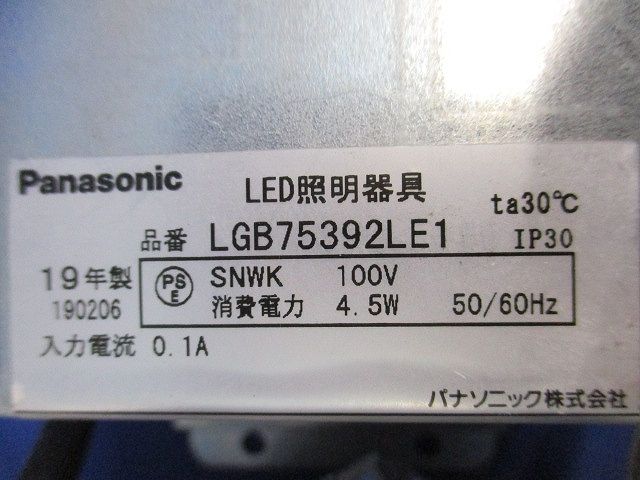 Panasonic LED照明器具 ta30℃
品番 LGB75392LE1 IP30
19年製 PSE SNWK 100V
190206 消費電力 4.5W 50/60Hz
入力電流 0.1A
パナソニック株式会社